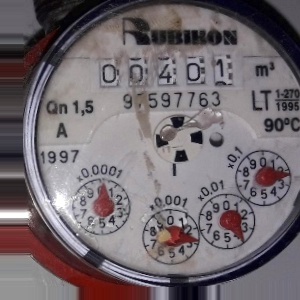 RUBIKON
00401 m³
97597763
Qn 1,5
LT 1-270
1995
A
90°C
1997
x0,0001
x0,001
x0,01
x0,1